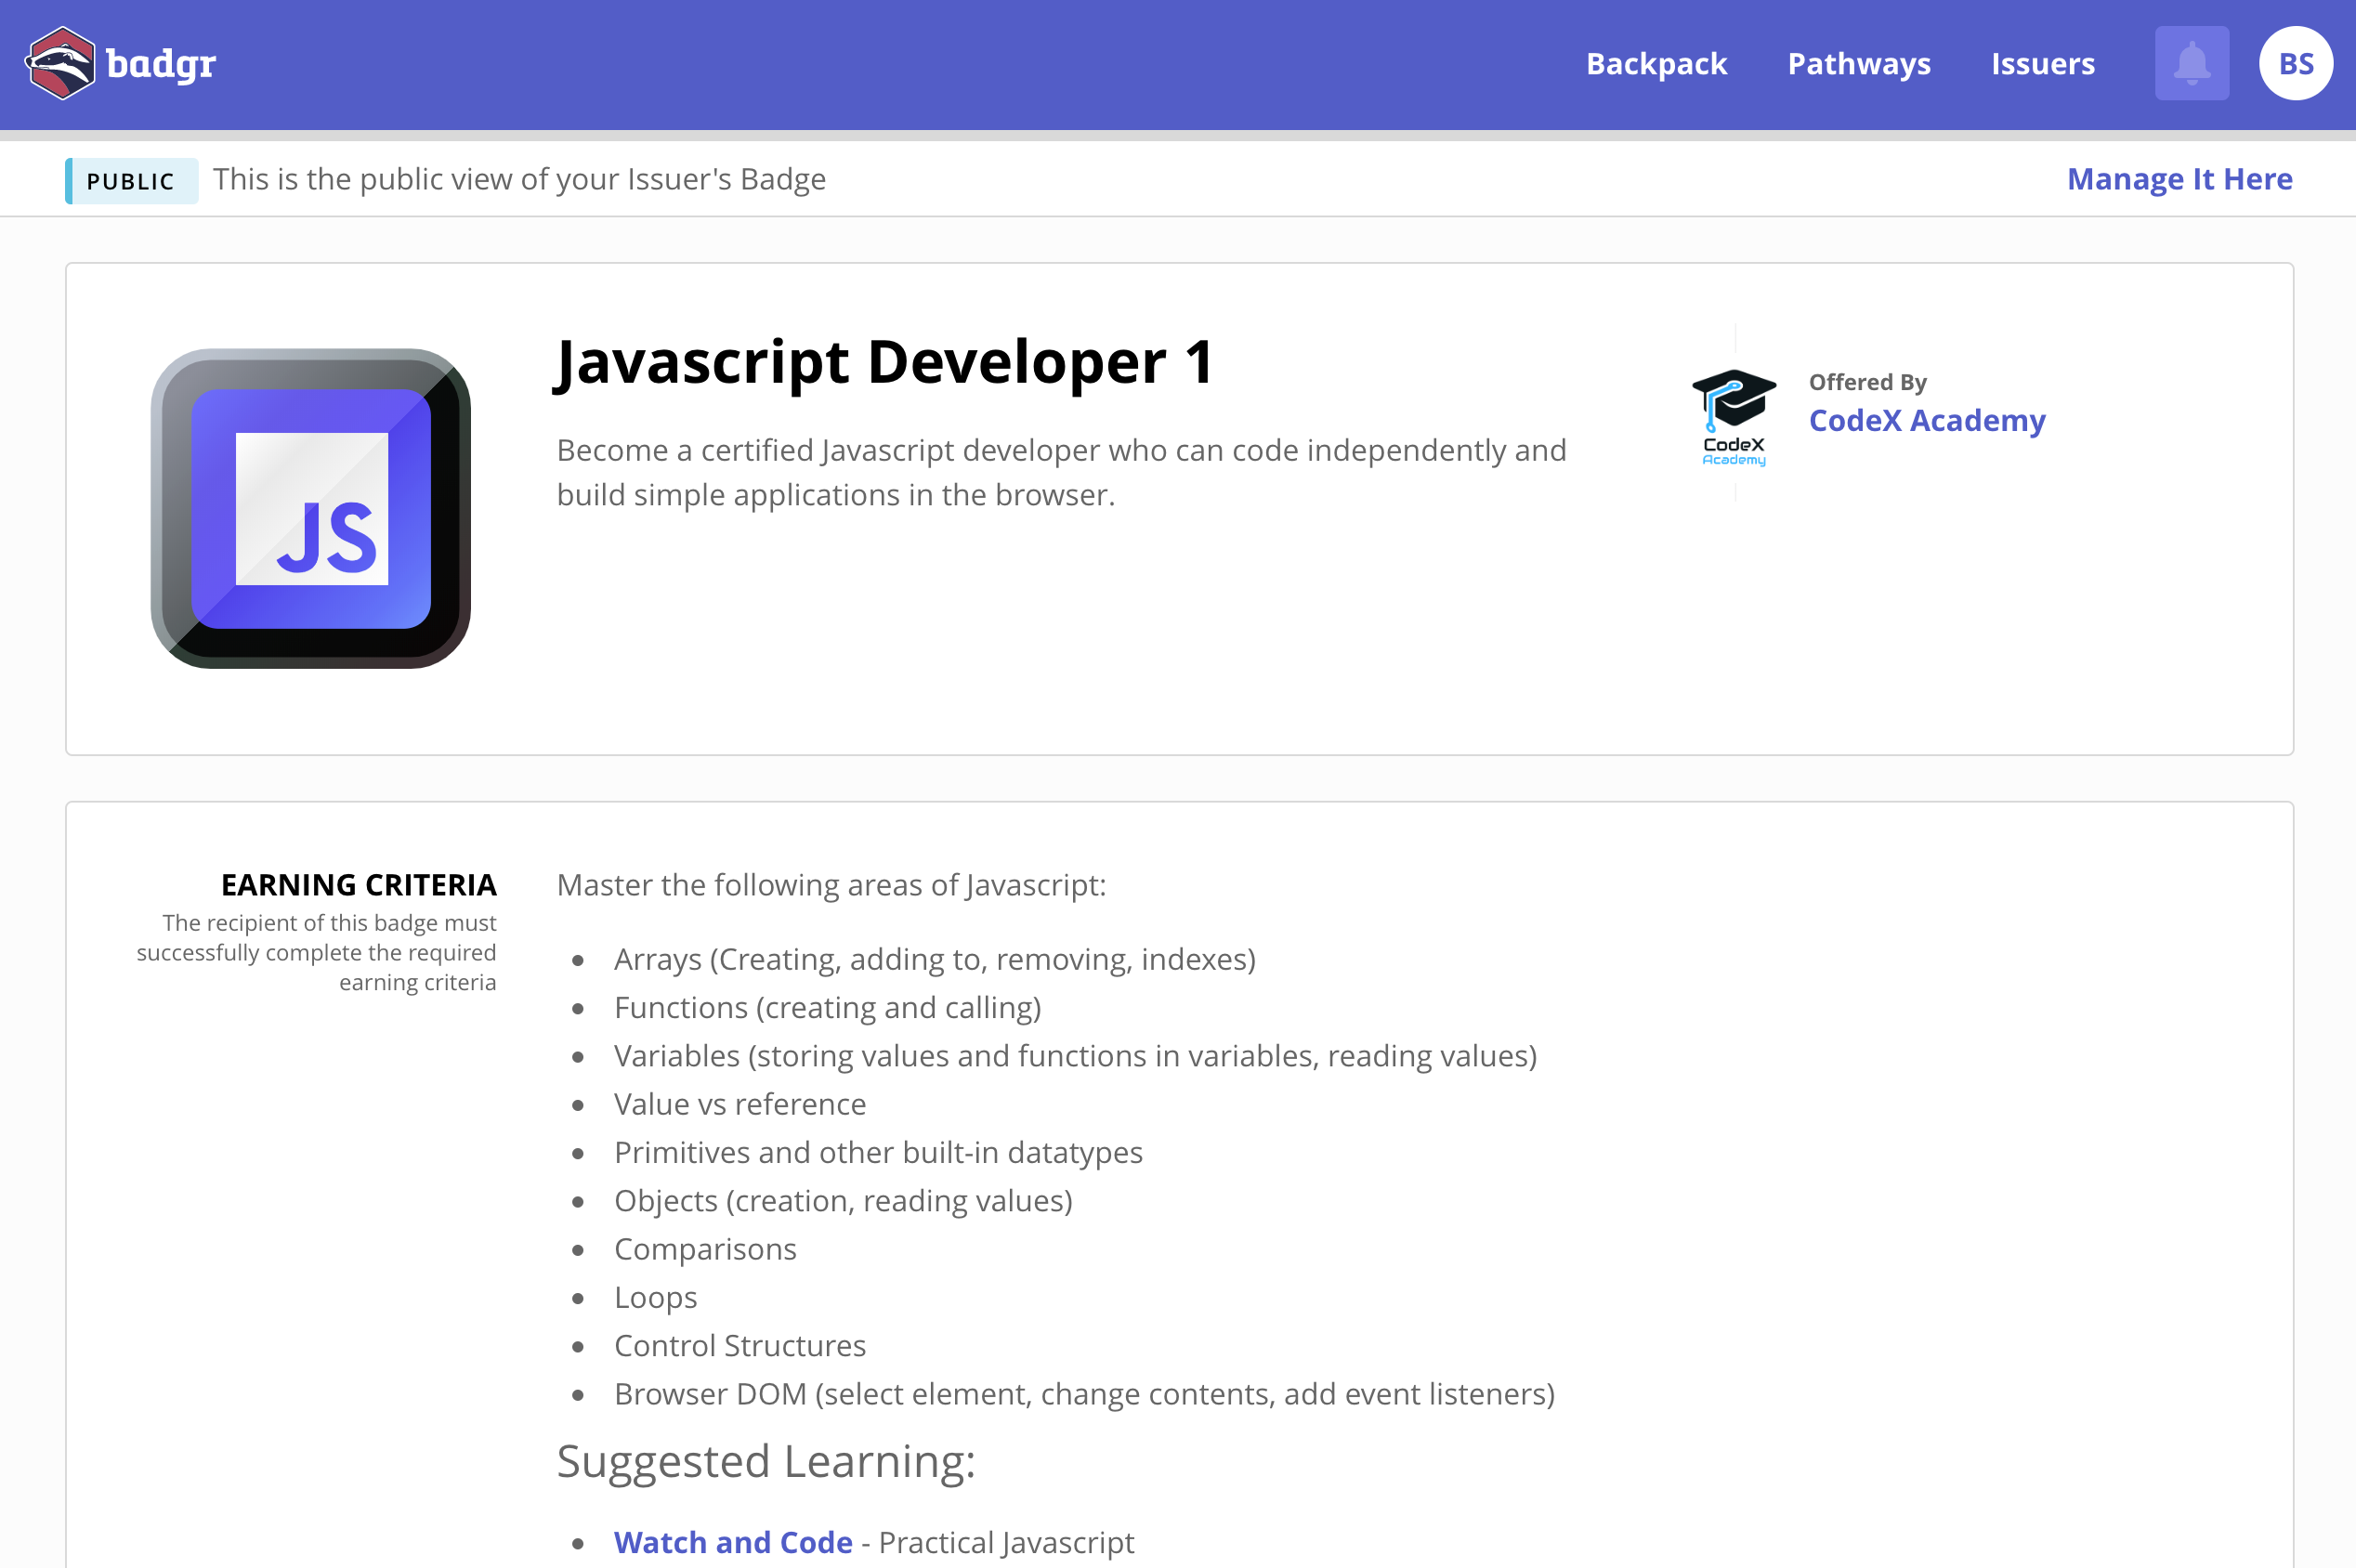 badgr
Backpack Pathways Issuers BS
PUBLIC This is the public view of your Issuer's Badge Manage It Here
JS
Javascript Developer 1
Become a certified Javascript developer who can code independently and
build simple applications in the browser.
CodeX
Academy
Offered By
CodeX Academy
EARNING CRITERIA
The recipient of this badge must
successfully complete the required
earning criteria
Master the following areas of Javascript:
• Arrays (Creating, adding to, removing, indexes)
• Functions (creating and calling)
• Variables (storing values and functions in variables, reading values)
• Value vs reference
• Primitives and other built-in datatypes
• Objects (creation, reading values)
• Comparisons
• Loops
• Control Structures
• Browser DOM (select element, change contents, add event listeners)
Suggested Learning:
• Watch and Code - Practical Javascript